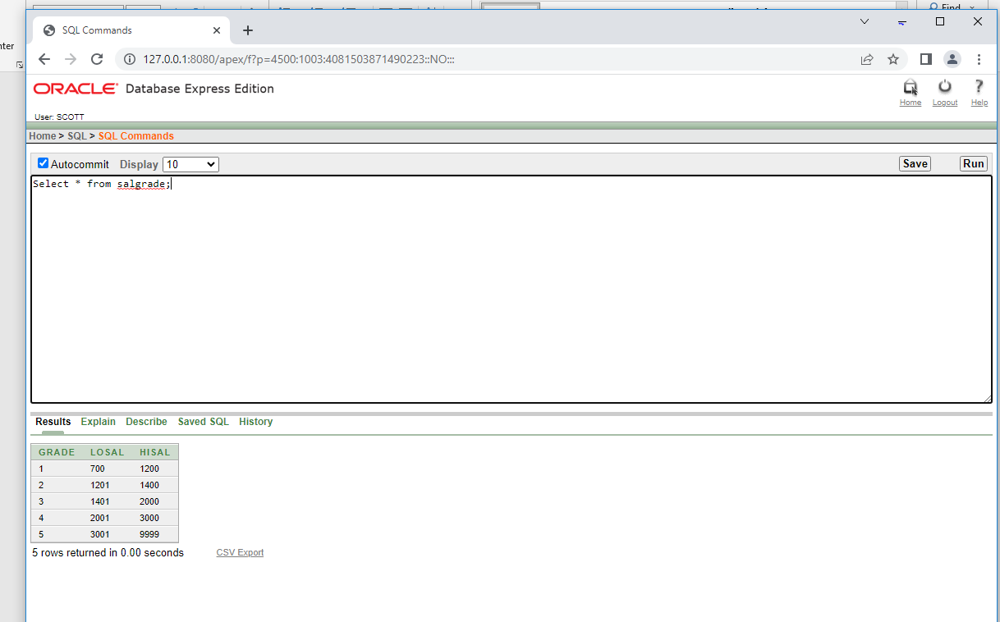 Find
nter
SQL Commands
127.0.0.1:8080/apex/f?p=4500:1003:4081503871490223::NO:::
ORACLE® Database Express Edition
Home Logout Help
User: SCOTT
Home > SQL > SQL Commands
Autocommit Display 10 Save Run
Select * from salgrade;
Results Explain Describe Saved SQL History
GRADE LOSAL HISAL
1 700 1200
2 1201 1400
3 1401 2000
4 2001 3000
5 3001 9999
5 rows returned in 0.00 seconds CSV Export